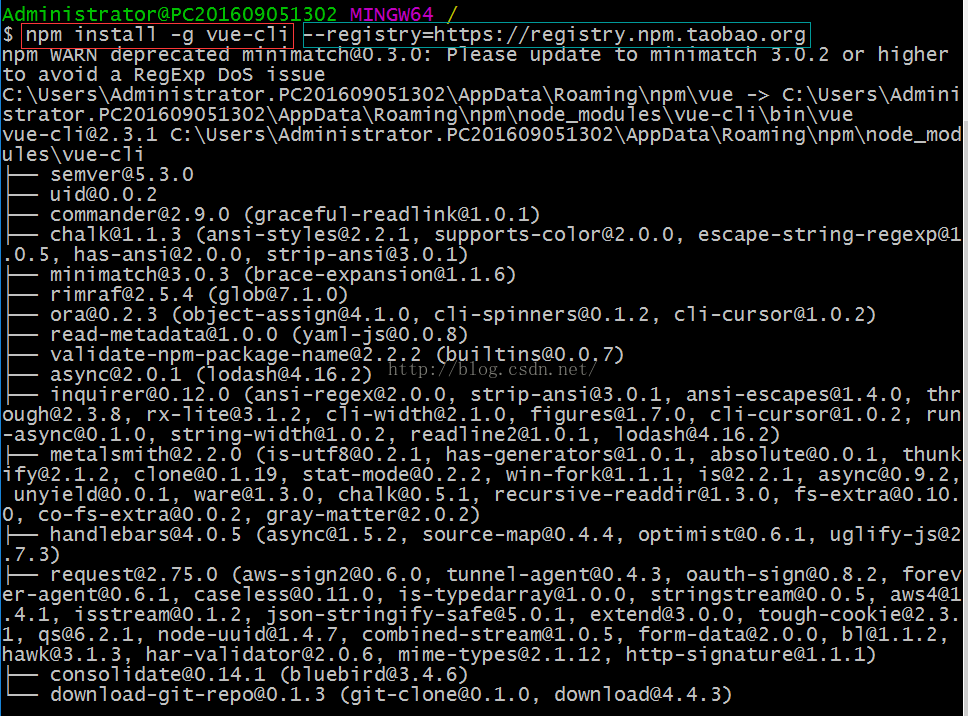 Administrator@PC201609051302 MINGW64 /
$ npm install -g vue-cli --registry=https://registry.npm.taobao.org
npm WARN deprecated minimatch@0.3.0: Please update to minimatch 3.0.2 or higher
to avoid a RegExp DoS issue
C:\Users\Administrator.PC201609051302\AppData\Roaming\npm\vue -> C:\Users\Admini
strator.PC201609051302\AppData\Roaming\npm\node_modules\vue-cli\bin\vue
vue-cli@2.3.1 C:\Users\Administrator.PC201609051302\AppData\Roaming\npm\node_mod
ules\vue-cli
├── semver@5.3.0
├── uid@0.0.2
├── commander@2.9.0 (graceful-readlink@1.0.1)
├── chalk@1.1.3 (ansi-styles@2.2.1, supports-color@2.0.0, escape-string-regexp@1
.0.5, has-ansi@2.0.0, strip-ansi@3.0.1)
├── minimatch@3.0.3 (brace-expansion@1.1.6)
├── rimraf@2.5.4 (glob@7.1.0)
├── ora@0.2.3 (object-assign@4.1.0, cli-spinners@0.1.2, cli-cursor@1.0.2)
├── read-metadata@1.0.0 (yaml-js@0.0.8)
├── validate-npm-package-name@2.2.2 (builtins@0.0.7)
├── async@2.0.1 (lodash@4.16.2)
http://blog.csdn.net/
├── inquirer@0.12.0 (ansi-regex@2.0.0, strip-ansi@3.0.1, ansi-escapes@1.4.0, thr
ough@2.3.8, rx-lite@3.1.2, cli-width@2.1.0, figures@1.7.0, cli-cursor@1.0.2, run
-async@0.1.0, string-width@1.0.2, readline2@1.0.1, lodash@4.16.2)
├── metalsmith@2.2.0 (is-utf8@0.2.1, has-generators@1.0.1, absolute@0.0.1, thunk
ify@2.1.2, clone@0.1.19, stat-mode@0.2.2, win-fork@1.1.1, is@2.2.1, async@0.9.2,
unyield@0.0.1, ware@1.3.0, chalk@0.5.1, recursive-readdir@1.3.0, fs-extra@0.10.
0, co-fs-extra@0.0.2, gray-matter@2.0.2)
├── handlebars@4.0.5 (async@1.5.2, source-map@0.4.4, optimist@0.6.1, uglify-js@2
.7.3)
├── request@2.75.0 (aws-sign2@0.6.0, tunnel-agent@0.4.3, oauth-sign@0.8.2, forev
er-agent@0.6.1, caseless@0.11.0, is-typedarray@1.0.0, stringstream@0.0.5, aws4@1
.4.1, isstream@0.1.2, json-stringify-safe@5.0.1, extend@3.0.0, tough-cookie@2.3.
1, qs@6.2.1, node-uuid@1.4.7, combined-stream@1.0.5, form-data@2.0.0, bl@1.1.2,
hawk@3.1.3, har-validator@2.0.6, mime-types@2.1.12, http-signature@1.1.1)
├── consolidate@0.14.1 (bluebird@3.4.6)
└── download-git-repo@0.1.3 (git-clone@0.1.0, download@4.4.3)